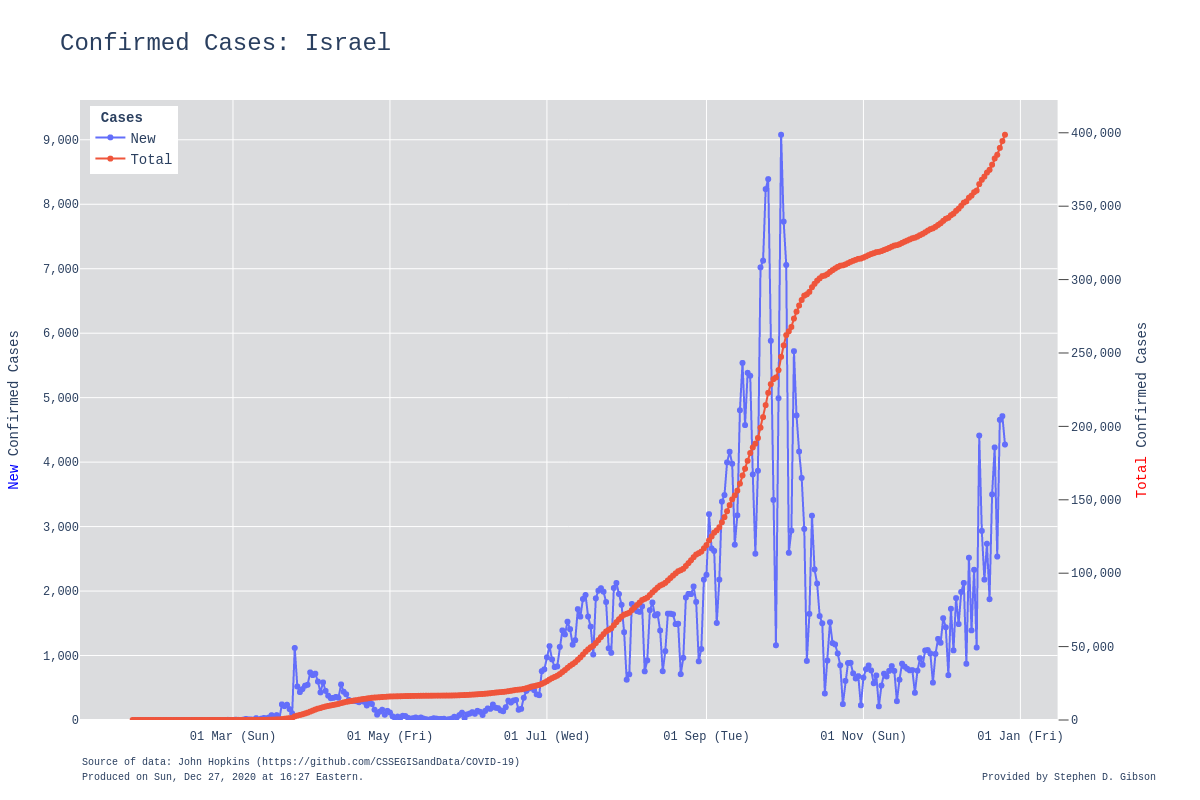 Confirmed Cases: Israel
Cases
New
Total
9,000
8,000
7,000
6,000
5,000
4,000
3,000
2,000
1,000
0
New Confirmed Cases
400,000
350,000
300,000
250,000
200,000
150,000
100,000
50,000
0
Total Confirmed Cases
01 Mar (Sun)
01 May (Fri)
01 Jul (Wed)
01 Sep (Tue)
01 Nov (Sun)
01 Jan (Fri)
Source of data: John Hopkins (https://github.com/CSSEGISandData/COVID-19)
Produced on Sun, Dec 27, 2020 at 16:27 Eastern.
Provided by Stephen D. Gibson